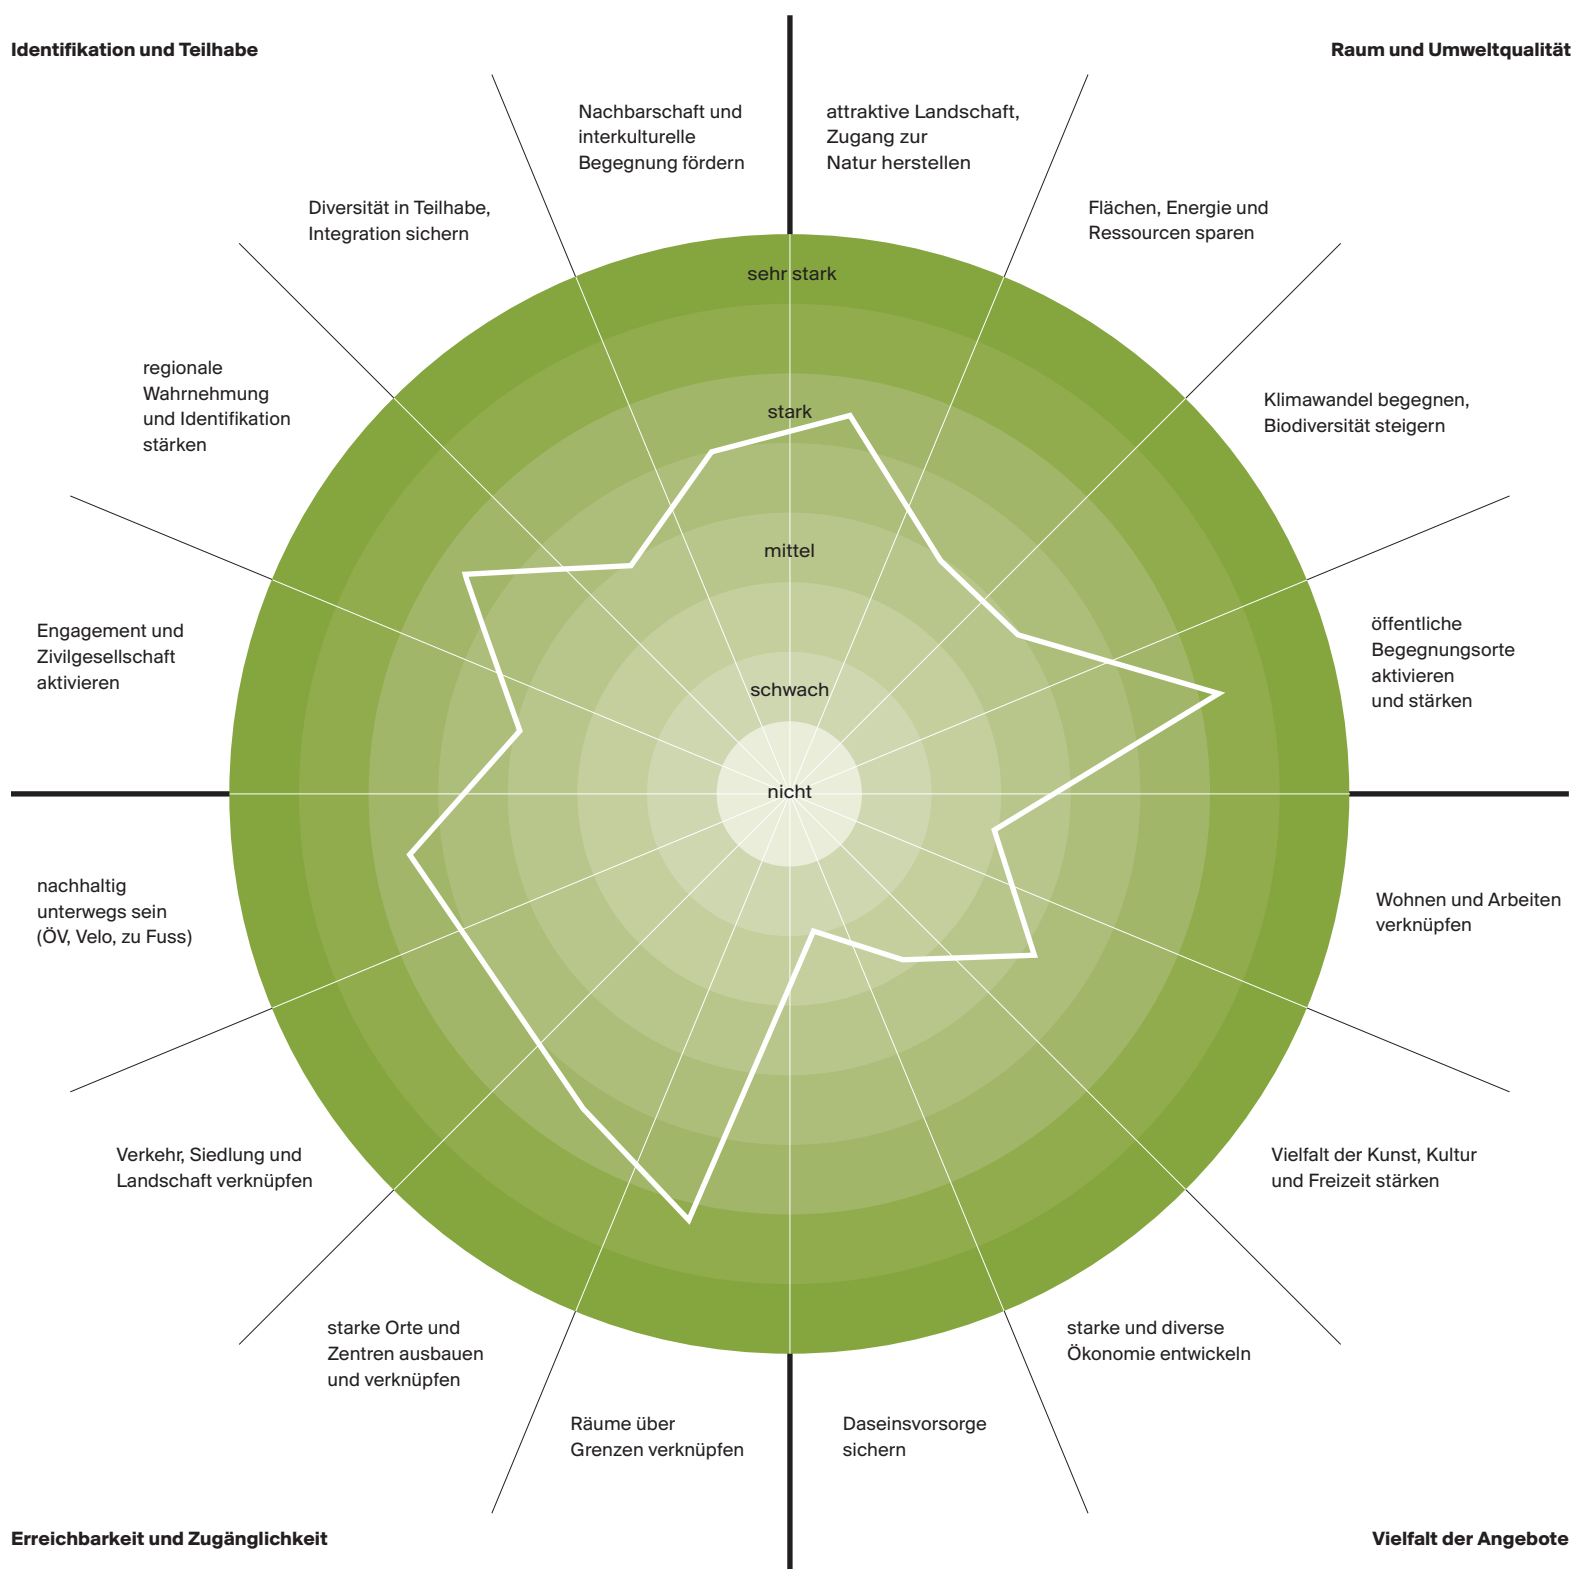 Identifikation und Teilhabe
Raum und Umweltqualität
Nachbarschaft und
interkulturelle
Begegnung fördern
attraktive Landschaft,
Zugang zur
Natur herstellen
Diversität in Teilhabe,
Integration sichern
Flächen, Energie und
Ressourcen sparen
regionale
Wahrnehmung
und Identifikation
stärken
Klimawandel begegnen,
Biodiversität steigern
Engagement und
Zivilgesellschaft
aktivieren
öffentliche
Begegnungsorte
aktivieren
und stärken
sehr stark
stark
mittel
schwach
nicht
nachhaltig
unterwegs sein
(ÖV, Velo, zu Fuss)
Wohnen und Arbeiten
verknüpfen
Verkehr, Siedlung und
Landschaft verknüpfen
Vielfalt der Kunst, Kultur
und Freizeit stärken
starke Orte und
Zentren ausbauen
und verknüpfen
starke und diverse
Ökonomie entwickeln
Räume über
Grenzen verknüpfen
Daseinsvorsorge
sichern
Erreichbarkeit und Zugänglichkeit
Vielfalt der Angebote